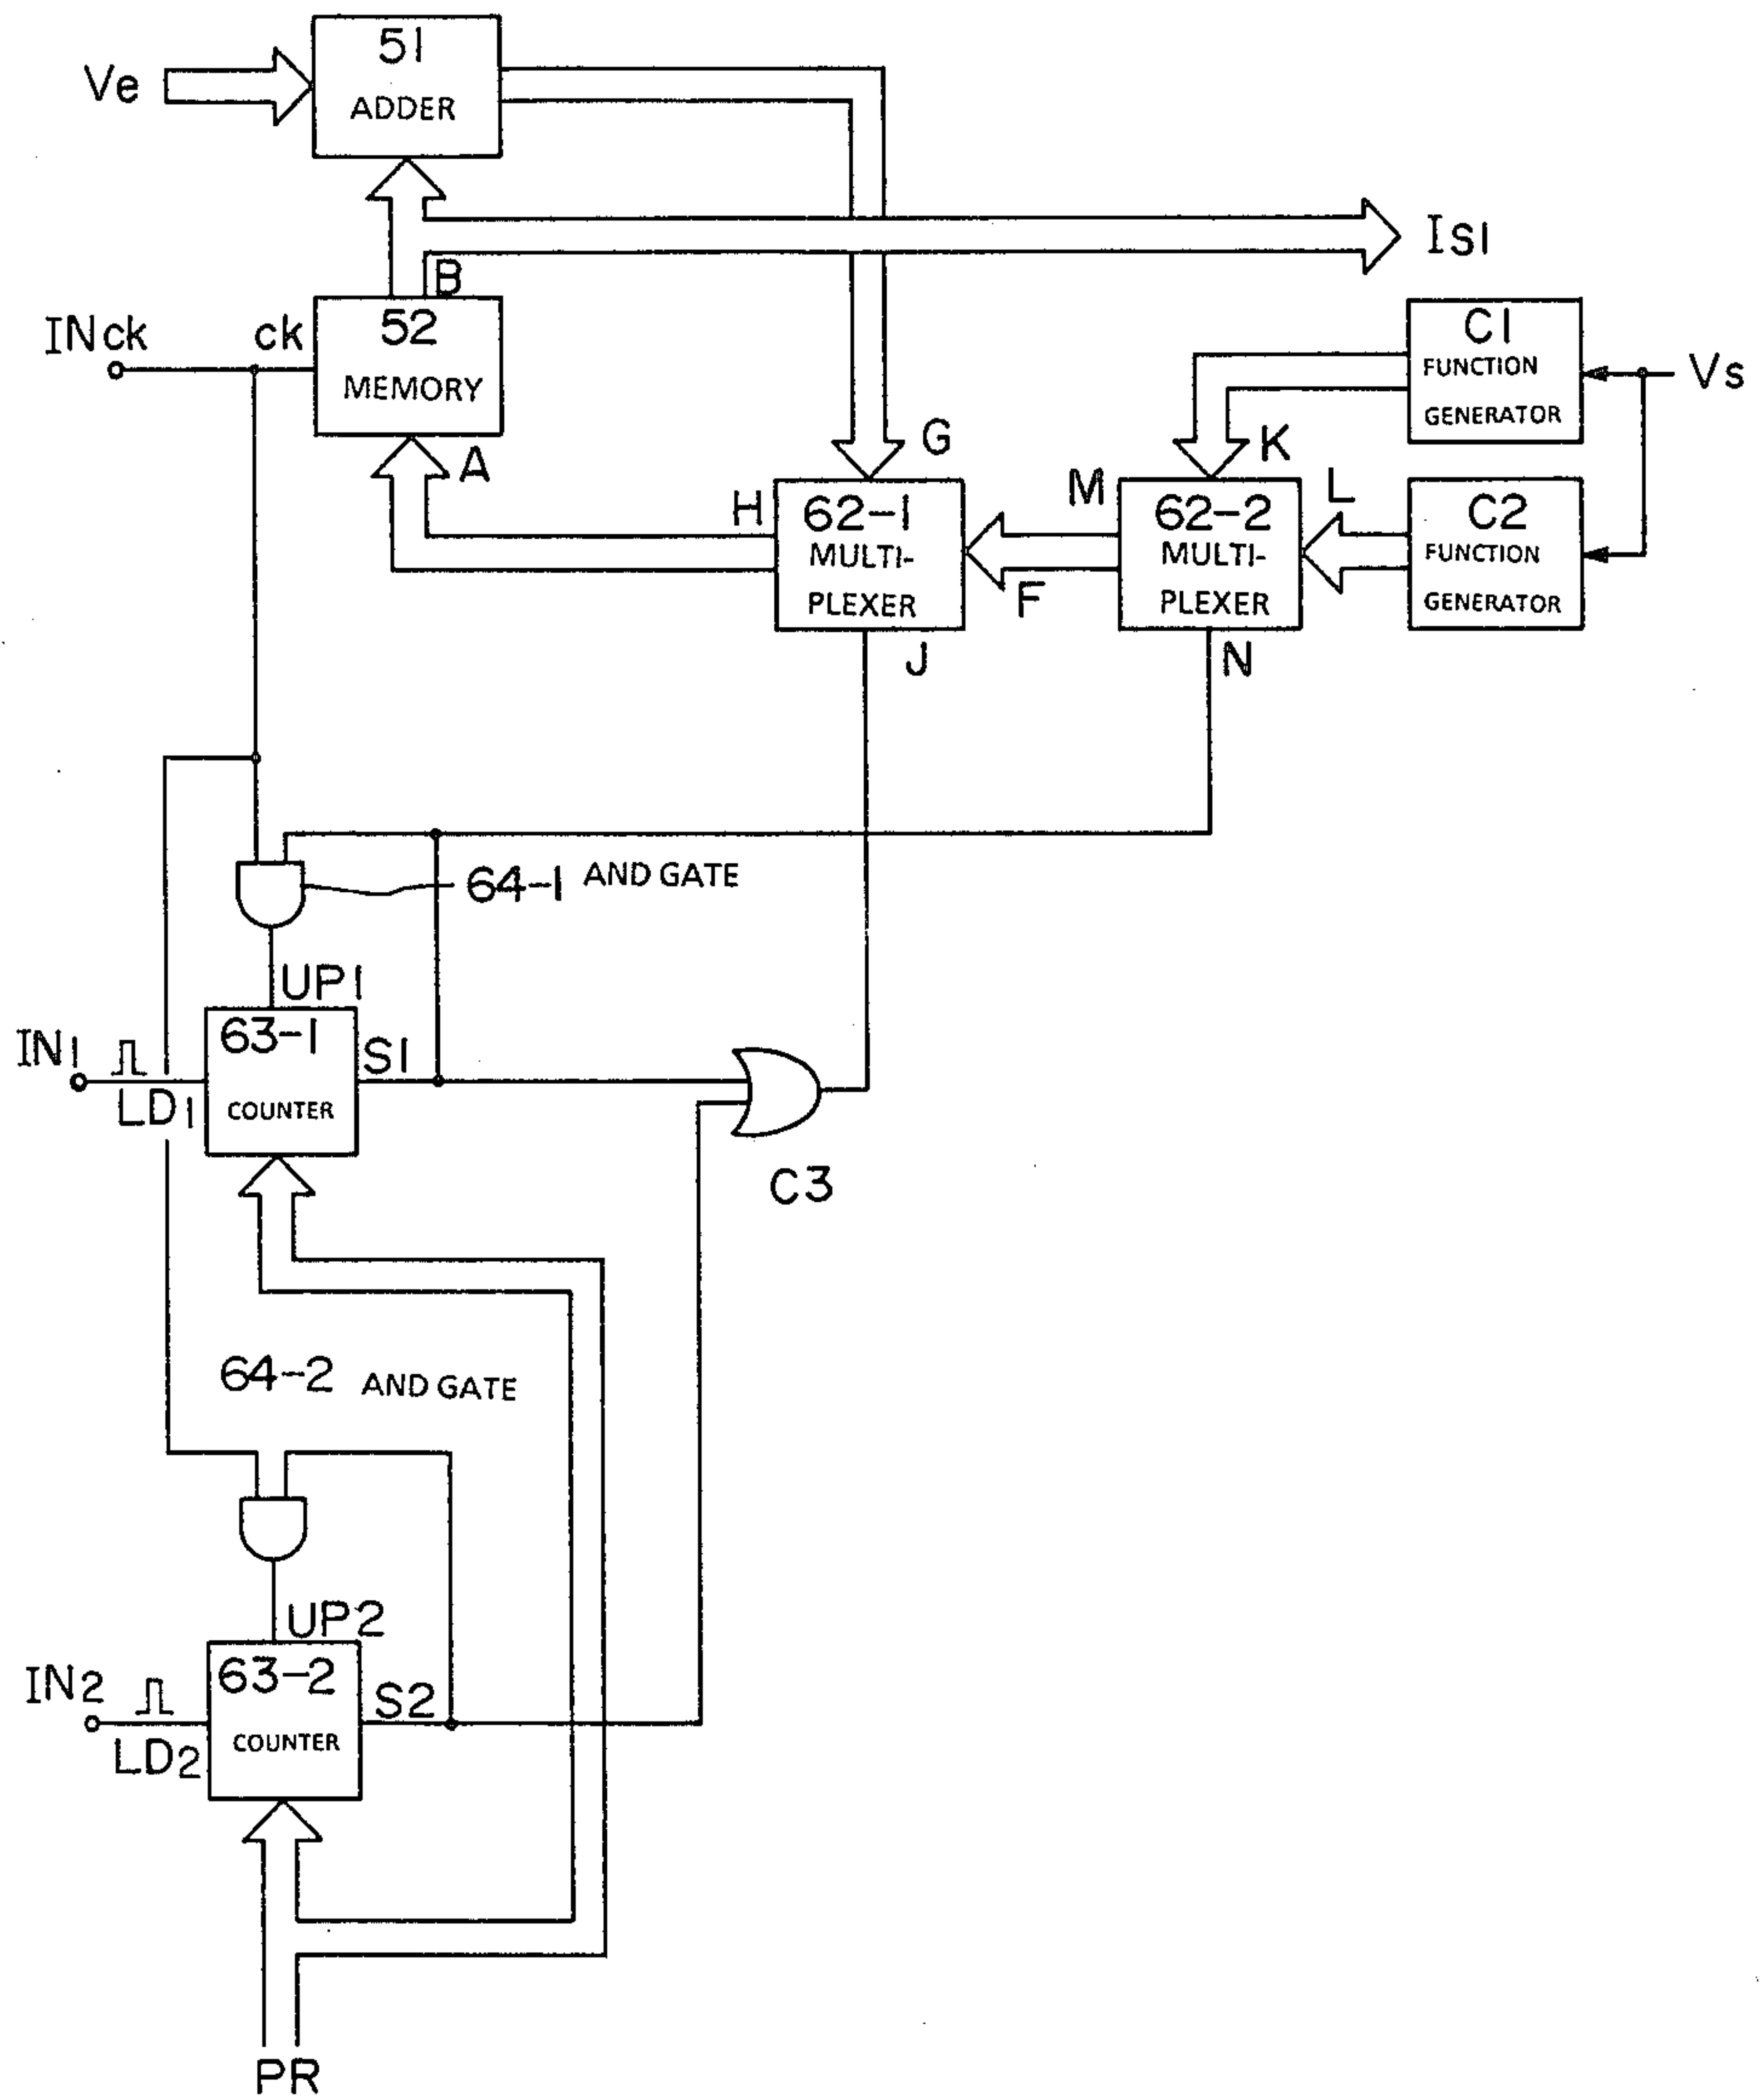 51
ADDER
Ve
IS1
B
INck
ck
52
MEMORY
C1
FUNCTION
GENERATOR
Vs
A
G
K
H
62-1
MULTI-
PLEXER
M
F
62-2
MULTI-
PLEXER
L
C2
FUNCTION
GENERATOR
J
N
64-1 AND GATE
UP1
IN1
LD1
63-1
COUNTER
S1
C3
64-2 AND GATE
UP2
IN2
LD2
63-2
COUNTER
S2
PR